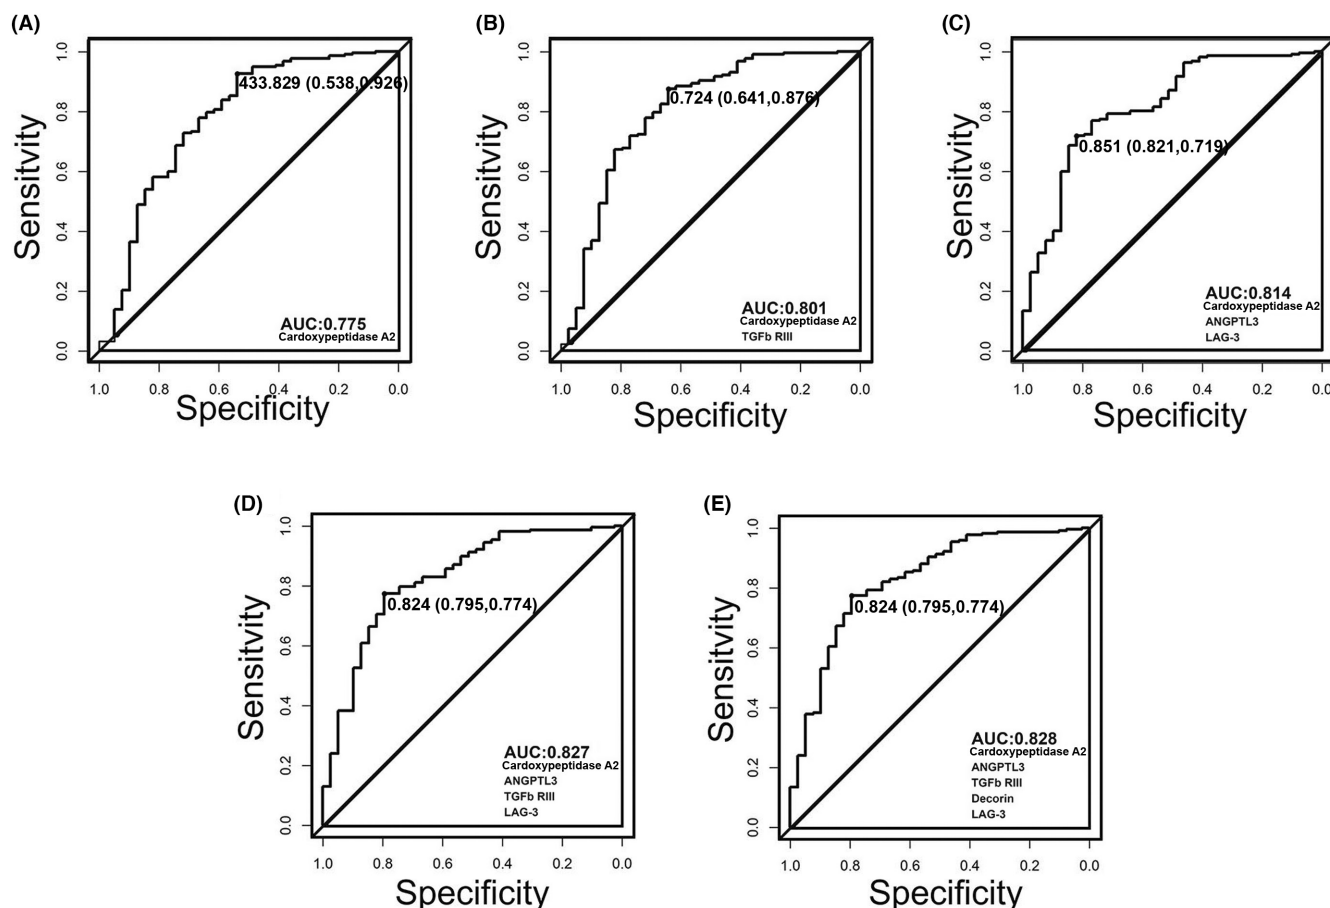 (A)
Sensitvity
1.0
0.8
0.6
0.4
0.2
0.0
433.829 (0.538,0.926)
AUC:0.775
Cardoxypeptidase A2
1.0 0.8 0.6 0.4 0.2 0.0
Specificity
(B)
Sensitvity
1.0
0.8
0.6
0.4
0.2
0.0
0.724 (0.641,0.876)
AUC:0.801
Cardoxypeptidase A2
TGFb RIII
1.0 0.8 0.6 0.4 0.2 0.0
Specificity
(C)
Sensitvity
1.0
0.8
0.6
0.4
0.2
0.0
0.851 (0.821,0.719)
AUC:0.814
Cardoxypeptidase A2
ANGPTL3
LAG-3
1.0 0.8 0.6 0.4 0.2 0.0
Specificity
(D)
Sensitvity
1.0
0.8
0.6
0.4
0.2
0.0
0.824 (0.795,0.774)
AUC:0.827
Cardoxypeptidase A2
ANGPTL3
TGFb RIII
LAG-3
1.0 0.8 0.6 0.4 0.2 0.0
Specificity
(E)
Sensitvity
1.0
0.8
0.6
0.4
0.2
0.0
0.824 (0.795,0.774)
AUC:0.828
Cardoxypeptidase A2
ANGPTL3
TGFb RIII
Decorin
LAG-3
1.0 0.8 0.6 0.4 0.2 0.0
Specificity